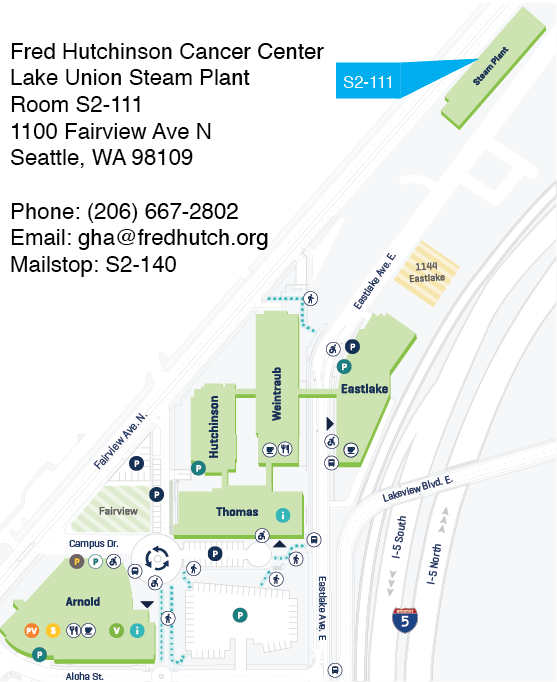 Fred Hutchinson Cancer Center
Lake Union Steam Plant
Room S2-111
1100 Fairview Ave N
Seattle, WA 98109
Phone: (206) 667-2802
Email: gha@fredhutch.org
Mailstop: S2-140
S2-111
Steam Plant
Eastlake Ave. E.
1144
Eastlake
P
P
Eastlake
Weintraub
Hutchinson
Fairview Ave. N.
P
P
P
Fairview
Thomas
i
Lakeview Blvd. E.
Campus Dr.
P
P
P
I-5 South
I-5 North
Arnold
PV
S
V
i
P
P
Eastlake Ave. E
INTERSTATE
5
Aloha St.